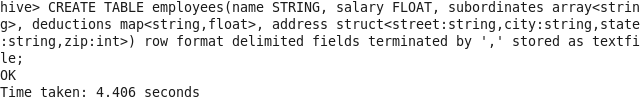 hive> CREATE TABLE employees(name STRING, salary FLOAT, subordinates array<strin
g>, deductions map<string,float>, address struct<street:string,city:string,state
:string,zip:int>) row format delimited fields terminated by ',' stored as textfi
le;
OK
Time taken: 4.406 seconds